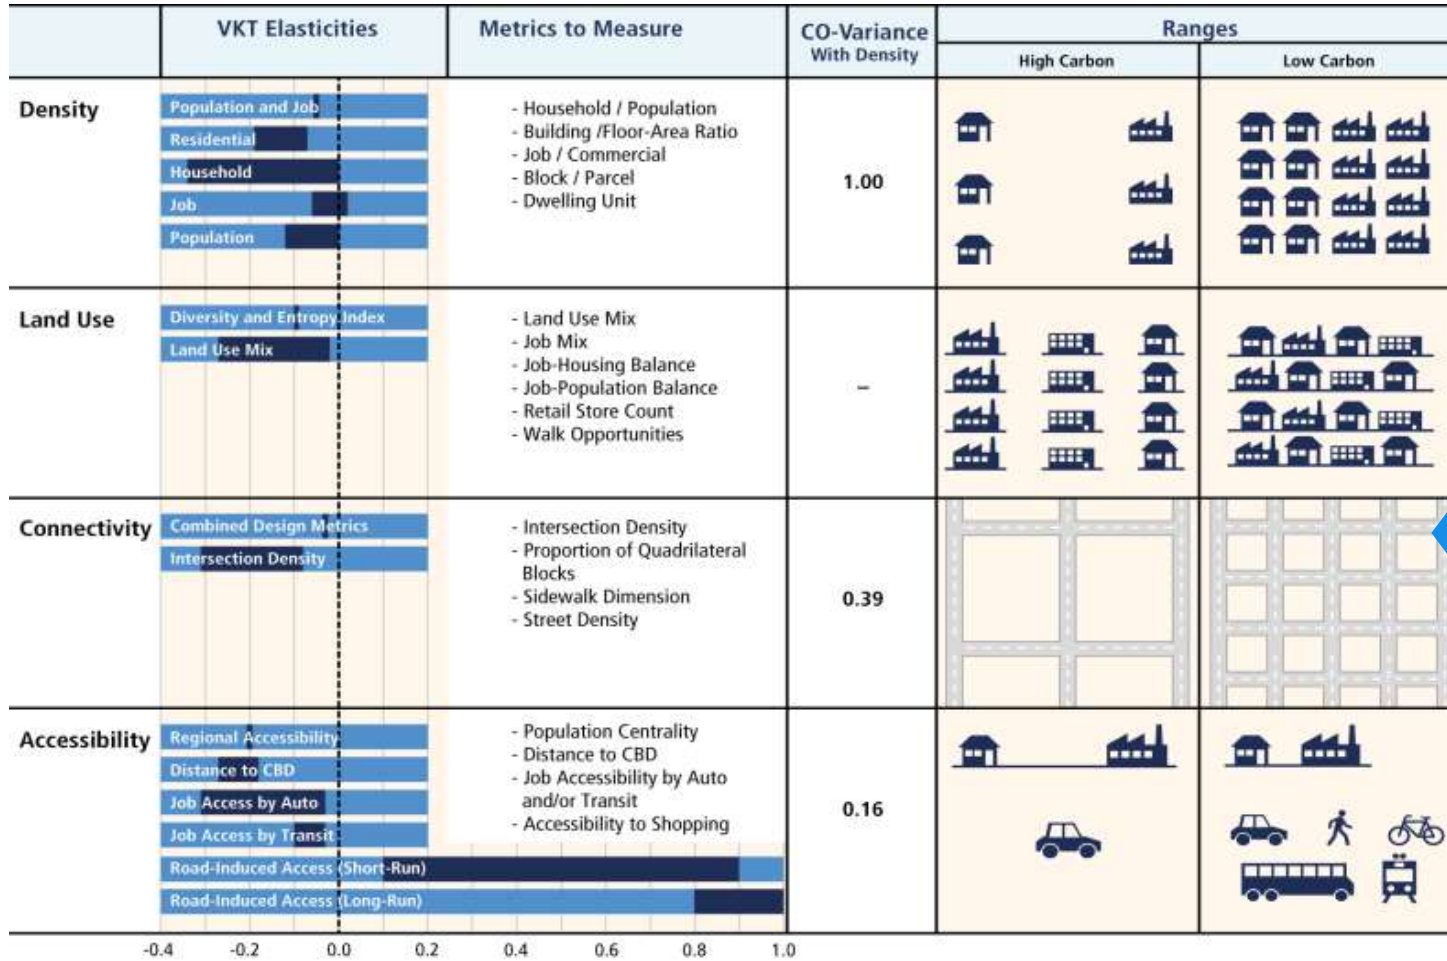 VKT Elasticities
Metrics to Measure
CO-Variance
With Density
Ranges
High Carbon
Low Carbon
Density
Population and Job
Residential
Household
Job
Population
- Household / Population
- Building /Floor-Area Ratio
- Job / Commercial
- Block / Parcel
- Dwelling Unit
1.00
Land Use
Diversity and Entropy Index
Land Use Mix
- Land Use Mix
- Job Mix
- Job-Housing Balance
- Job-Population Balance
- Retail Store Count
- Walk Opportunities
–
Connectivity
Combined Design Metrics
Intersection Density
- Intersection Density
- Proportion of Quadrilateral
Blocks
- Sidewalk Dimension
- Street Density
0.39
Accessibility
Regional Accessibility
Distance to CBD
Job Access by Auto
Job Access by Transit
Road-Induced Access (Short-Run)
Road-Induced Access (Long-Run)
- Population Centrality
- Distance to CBD
- Job Accessibility by Auto
and/or Transit
- Accessibility to Shopping
0.16
-0.4 -0.2 0.0 0.2 0.4 0.6 0.8 1.0